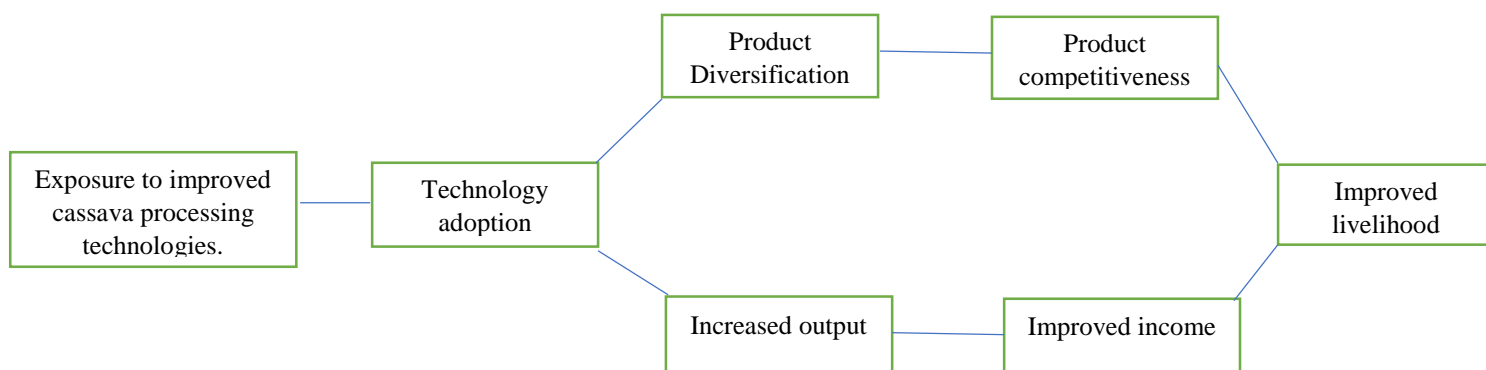 Product
Diversification
Product
competitiveness
Exposure to improved
cassava processing
technologies.
Technology
adoption
Improved
livelihood
Increased output
Improved income